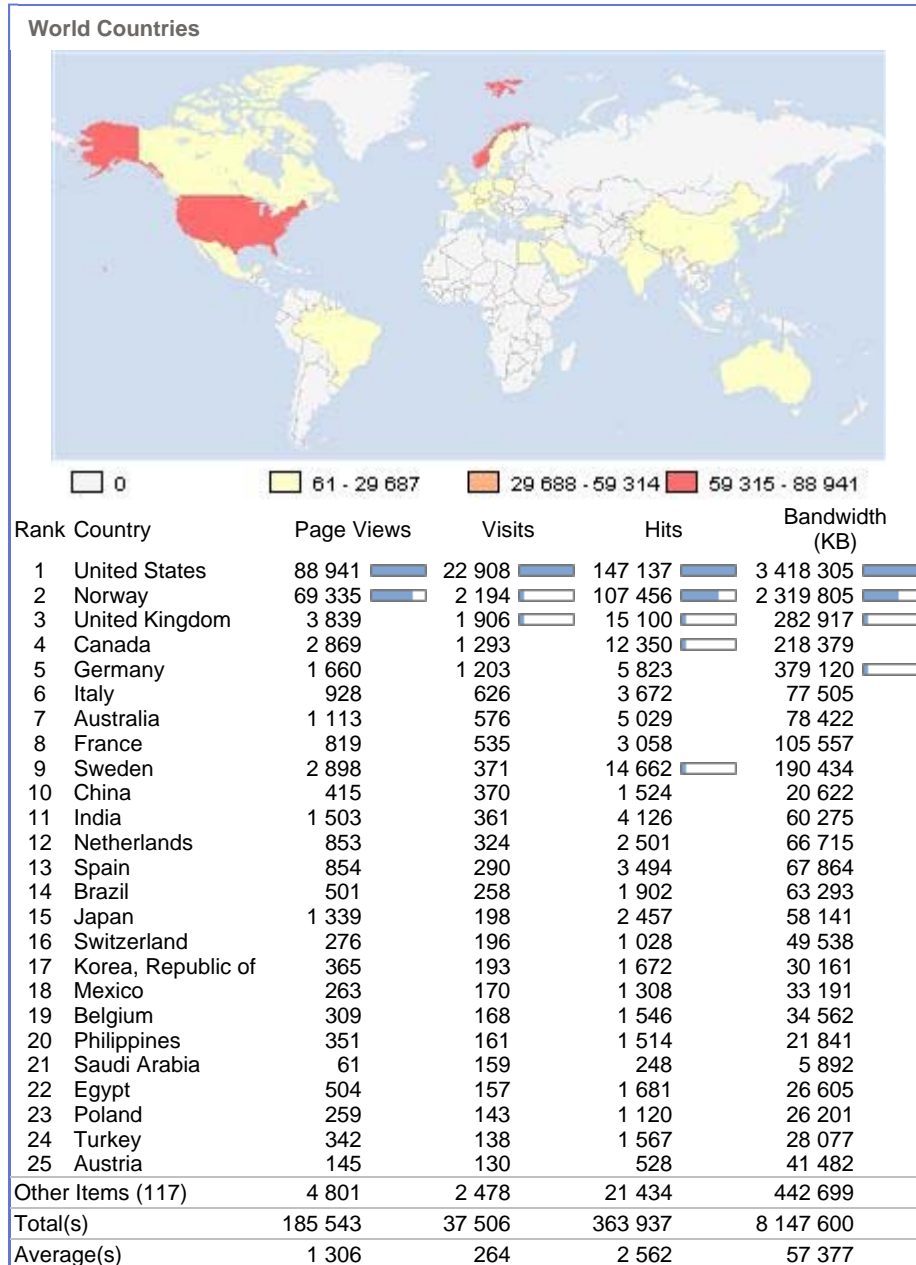 World Countries
0 61 - 29 687 29 688 - 59 314 59 315 - 88 941
Rank Country Page Views Visits Hits Bandwidth (KB)
1 United States 88 941 22 908 147 137 3 418 305
2 Norway 69 335 2 194 107 456 2 319 805
3 United Kingdom 3 839 1 906 15 100 282 917
4 Canada 2 869 1 293 12 350 218 379
5 Germany 1 660 1 203 5 823 379 120
6 Italy 928 626 3 672 77 505
7 Australia 1 113 576 5 029 78 422
8 France 819 535 3 058 105 557
9 Sweden 2 898 371 14 662 190 434
10 China 415 370 1 524 20 622
11 India 1 503 361 4 126 60 275
12 Netherlands 853 324 2 501 66 715
13 Spain 854 290 3 494 67 864
14 Brazil 501 258 1 902 63 293
15 Japan 1 339 198 2 457 58 141
16 Switzerland 276 196 1 028 49 538
17 Korea, Republic of 365 193 1 672 30 161
18 Mexico 263 170 1 308 33 191
19 Belgium 309 168 1 546 34 562
20 Philippines 351 161 1 514 21 841
21 Saudi Arabia 61 159 248 5 892
22 Egypt 504 157 1 681 26 605
23 Poland 259 143 1 120 26 201
24 Turkey 342 138 1 567 28 077
25 Austria 145 130 528 41 482
Other Items (117) 4 801 2 478 21 434 442 699
Total(s) 185 543 37 506 363 937 8 147 600
Average(s) 1 306 264 2 562 57 377